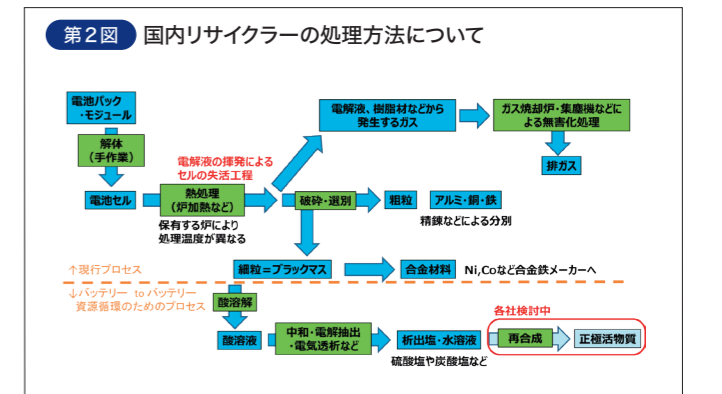 第2図 国内リサイクラーの処理方法について
電池パック
・モジュール
解体
(手作業)
電池セル
電解液の揮発による
セルの失活工程
熱処理
(炉加熱など)
保有する炉により
処理温度が異なる
電解液、樹脂材などから
発生するガス
ガス焼却炉・集塵機などに
よる無害化処理
排ガス
破砕・選別
粗粒
アルミ・銅・鉄
精錬などによる分別
細粒=ブラックマス
合金材料
Ni,Coなど合金鉄メーカーへ
↑現行プロセス
↓バッテリー to バッテリー
資源循環のためのプロセス
酸溶解
酸溶液
中和・電解抽出
・電気透析など
析出塩・水溶液
硫酸塩や炭酸塩など
各社検討中
再合成
正極活物質